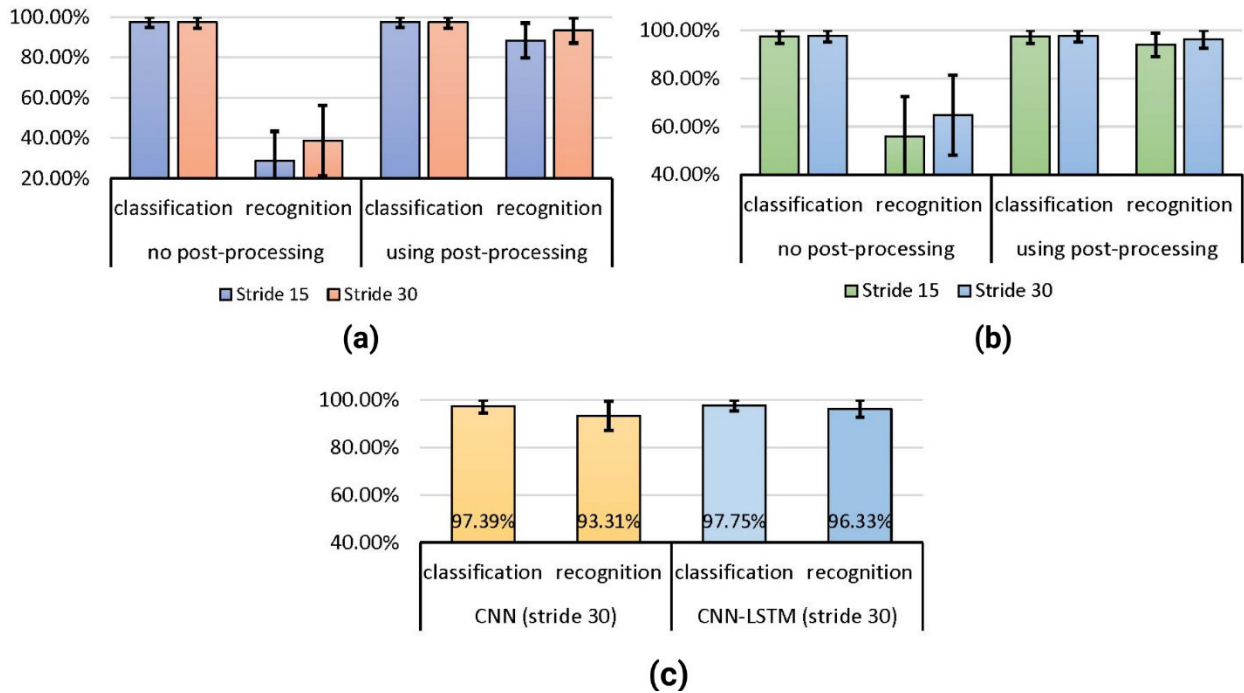 100.00%
80.00%
60.00%
40.00%
20.00%
classification recognition classification recognition
no post-processing using post-processing
Stride 15 Stride 30
(a)
100.00%
80.00%
60.00%
40.00%
classification recognition classification recognition
no post-processing using post-processing
Stride 15 Stride 30
(b)
100.00%
80.00%
60.00%
40.00%
97.39% 93.31% 97.75% 96.33%
classification recognition classification recognition
CNN (stride 30) CNN-LSTM (stride 30)
(c)